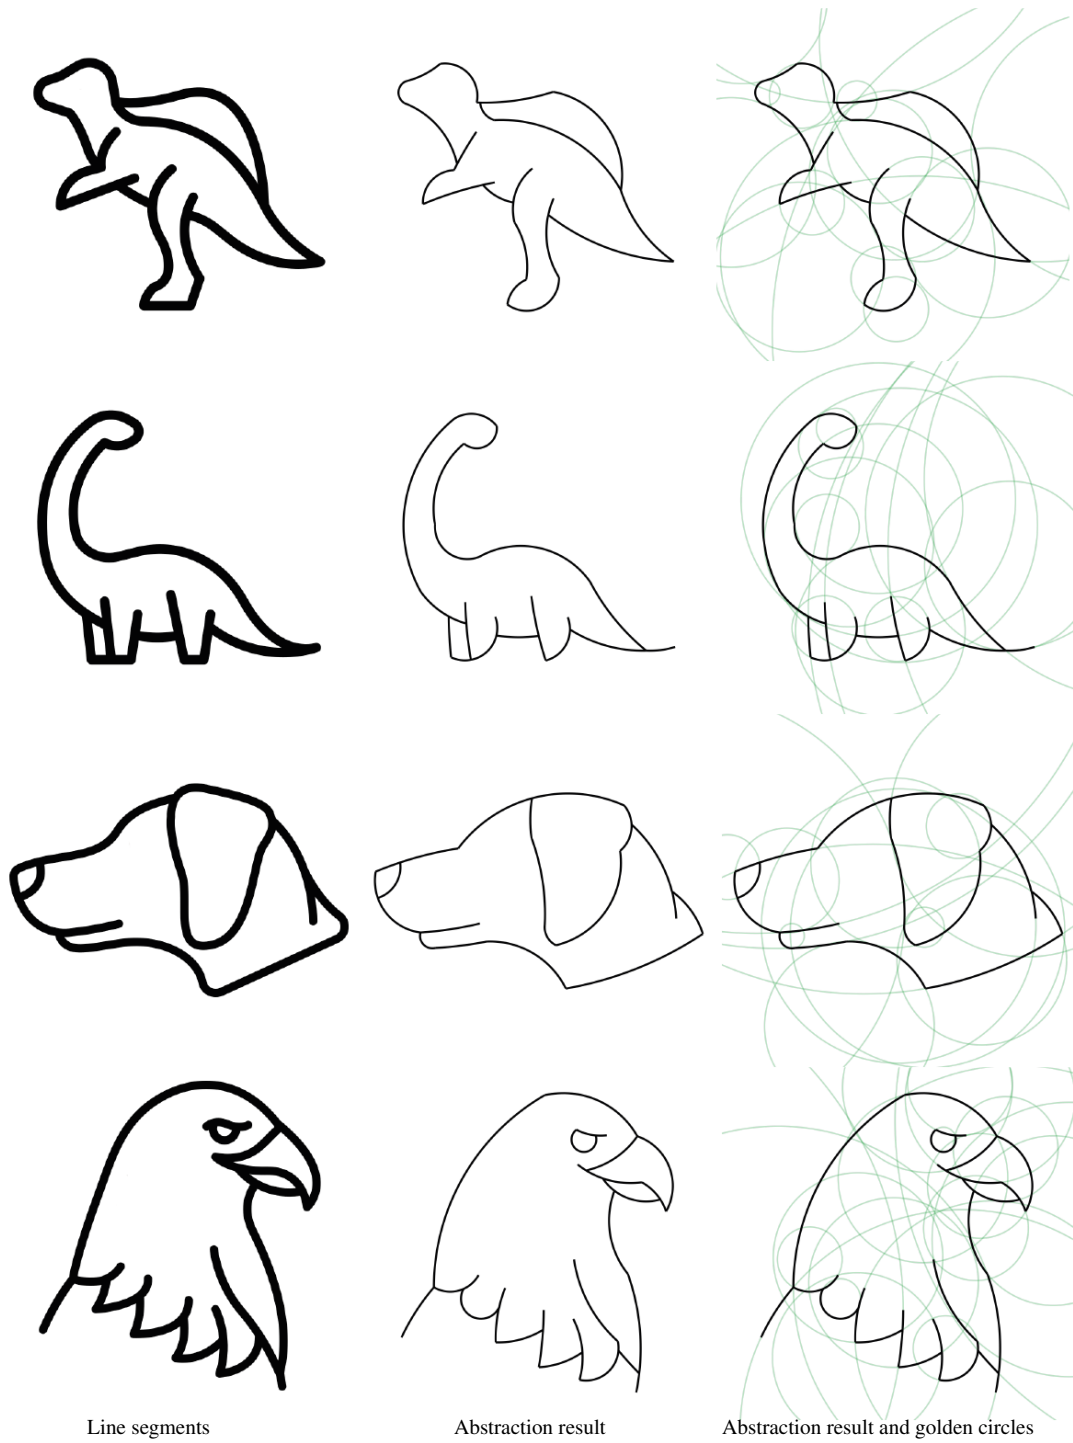 Line segments
Abstraction result
Abstraction result and golden circles